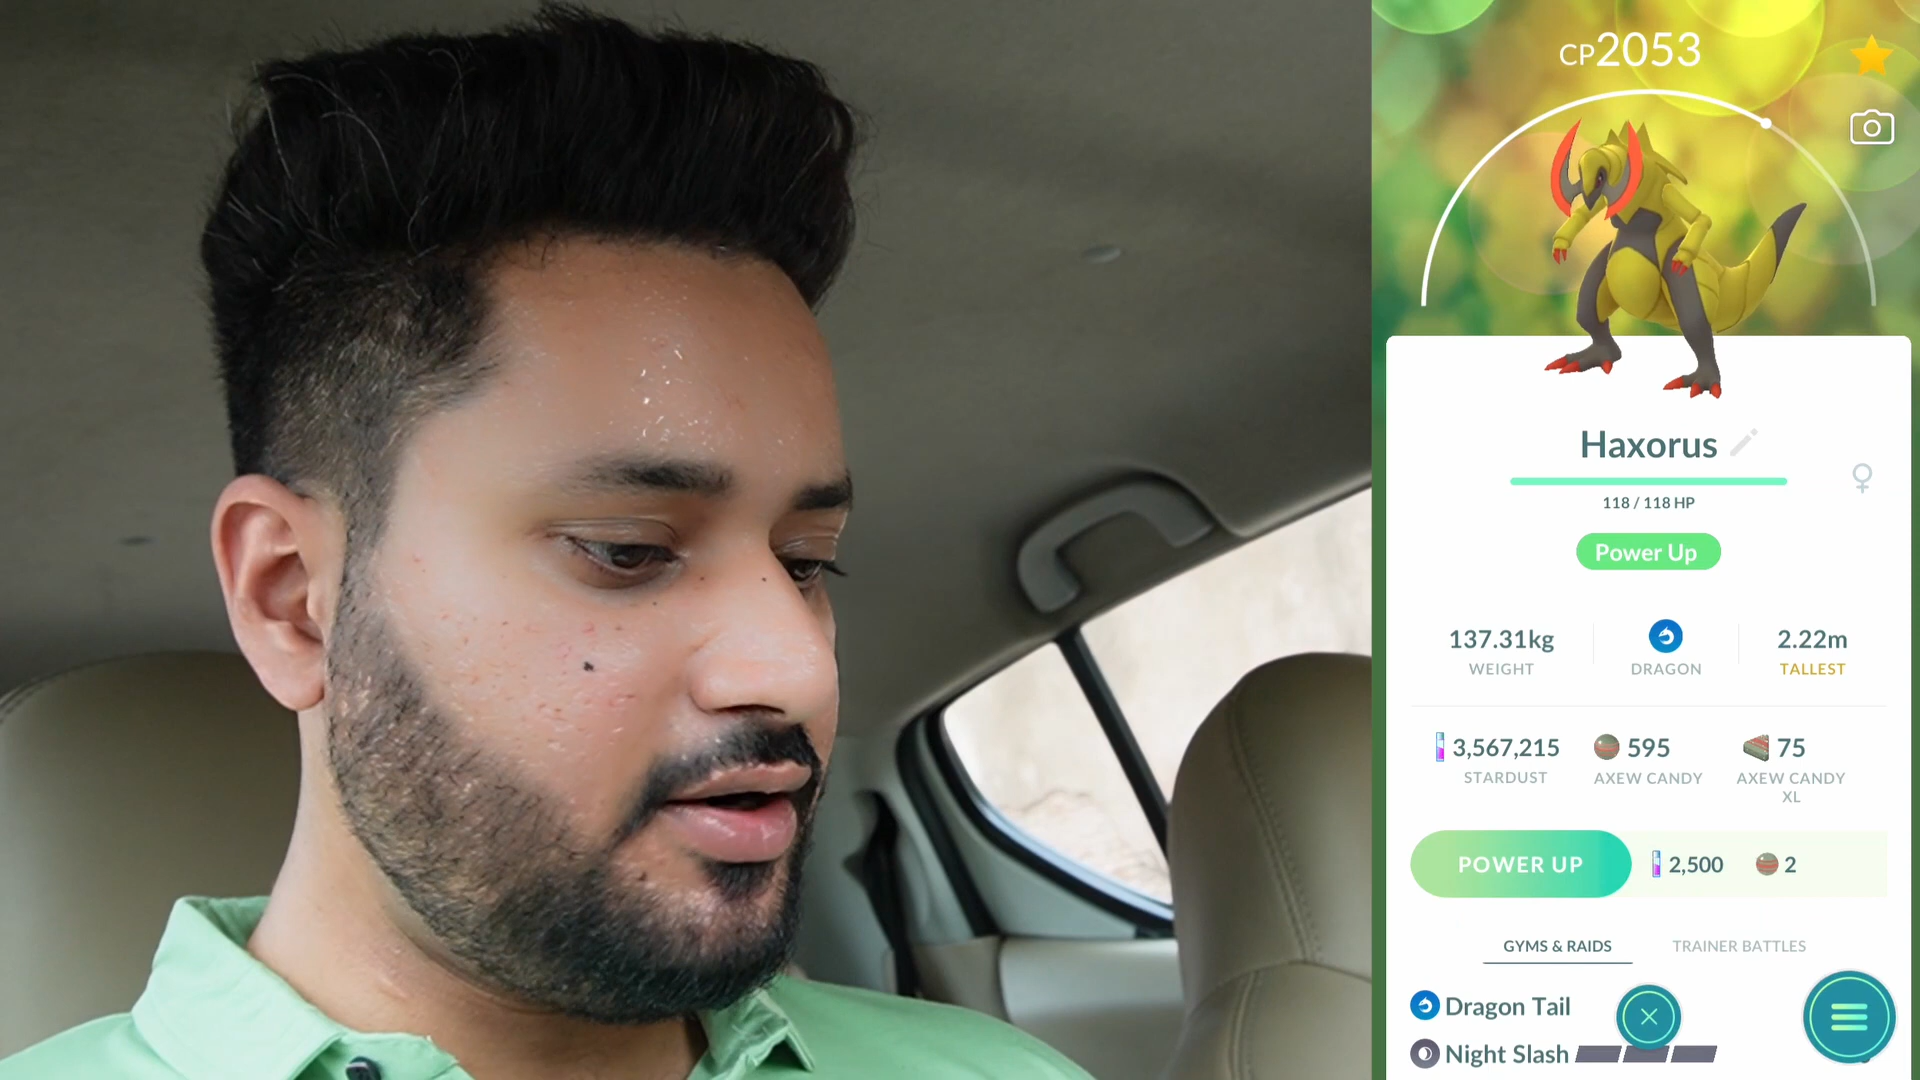 CP2053
Haxorus
118 / 118 HP
Power Up
137.31kg
WEIGHT
DRAGON
2.22m
TALLEST
3,567,215
STARDUST
595
AXEW CANDY
75
AXEW CANDY
XL
POWER UP
2,500
2
GYMS & RAIDS
TRAINER BATTLES
Dragon Tail
Night Slash